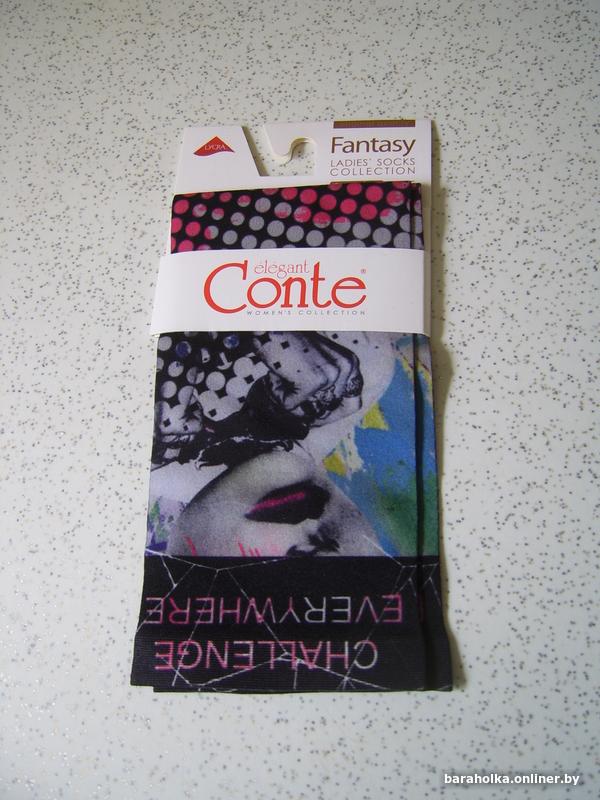 LYCRA
Fantasy
LADIES' SOCKS
COLLECTION
élégant
Conte®
WOMEN'S COLLECTION
EVERYWHERE
CHALLENGE
baraholka.onliner.by